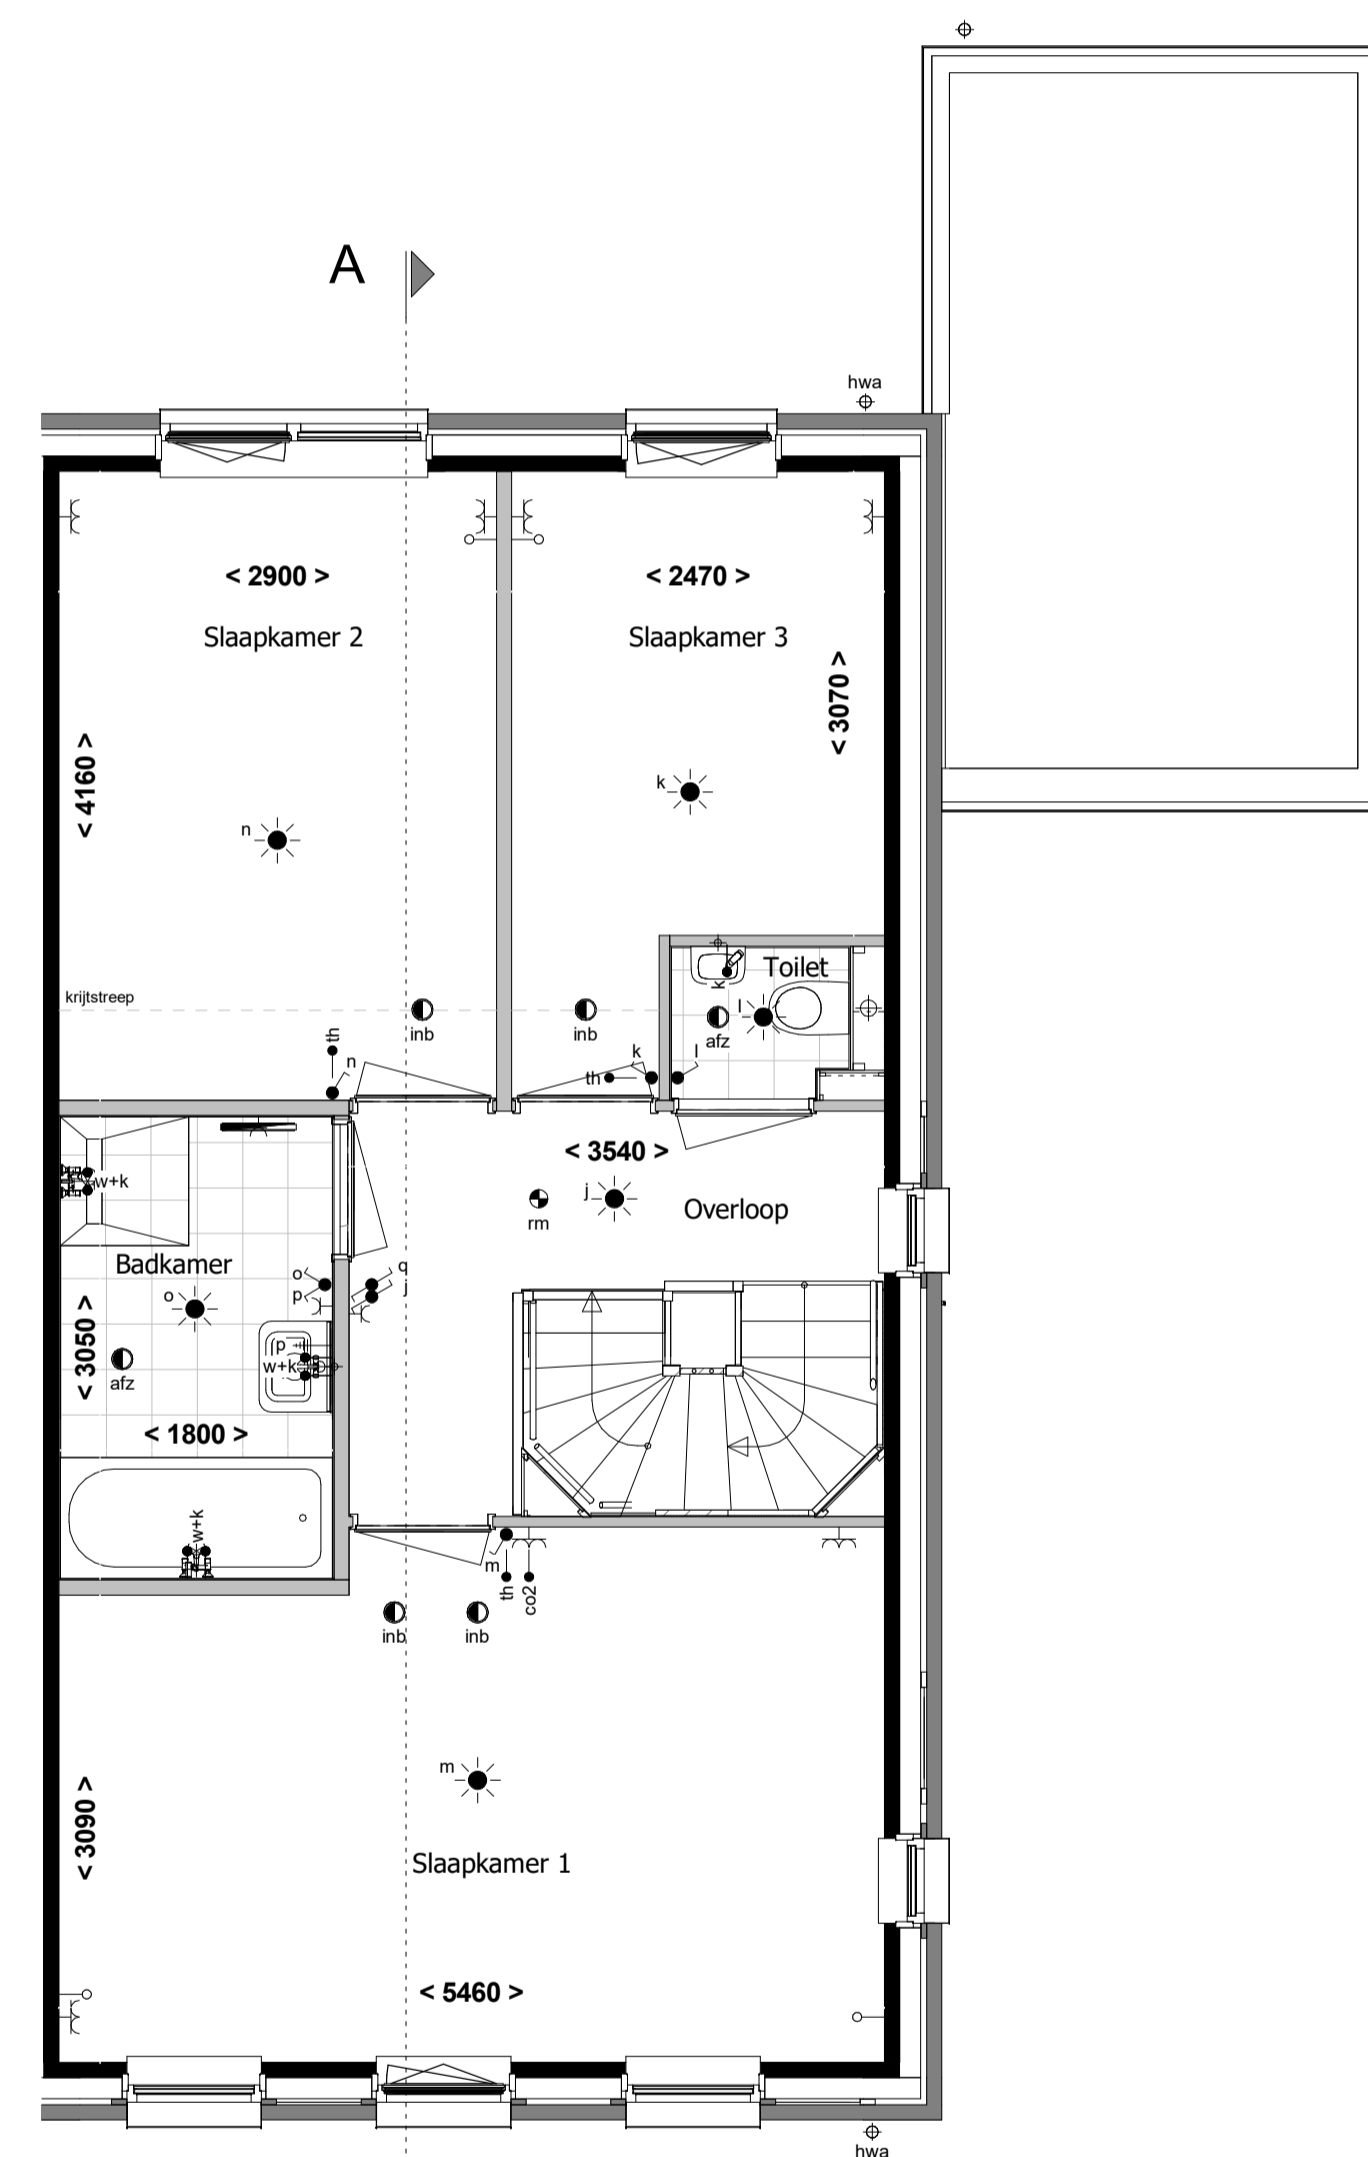 A
hwa
< 2900 >
< 2470 >
Slaapkamer 2
Slaapkamer 3
< 3070 >
< 4160 >
k
n
Toilet
k
krijtstreep
l
inb
inb
afz
th
n
k
l
th
< 3540 >
w+k
j
rm
Overloop
Badkamer
o
q
p
j
o
< 3050 >
p
w+k
afz
< 1800 >
w+k
m
th
co2
inb
inb
m
< 3090 >
Slaapkamer 1
< 5460 >
hwa